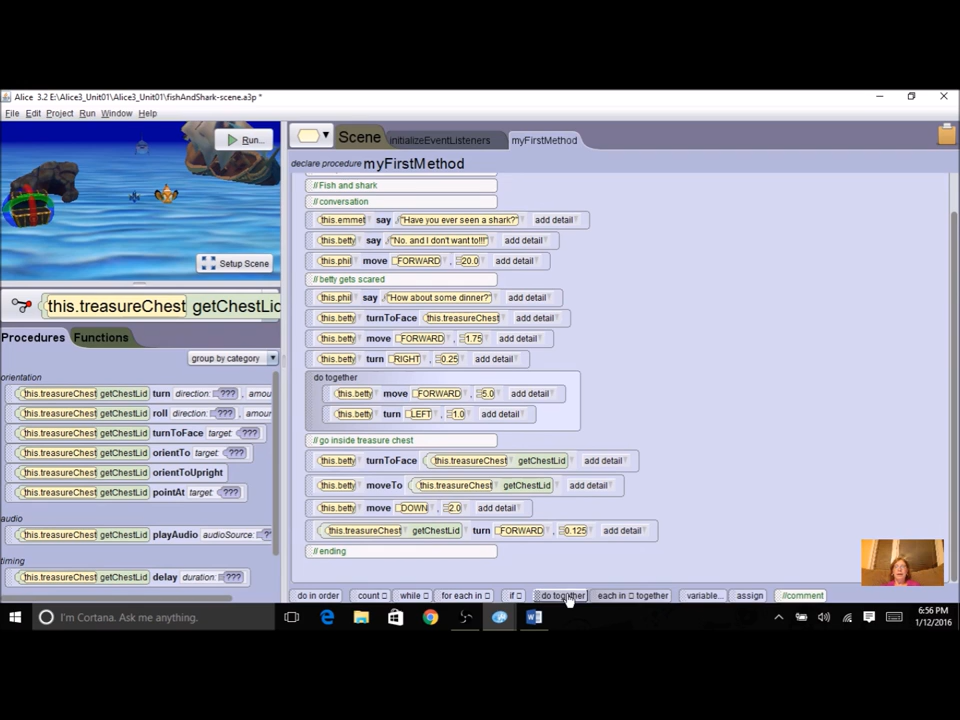 Alice 3.2 E:\Alice3_Unit01\Alice3_Unit01\fishAndShark-scene.a3p *
File Edit Project Run Window Help
Run...
Setup Scene
this.treasureChest getChestLid
Procedures Functions
group by category
orientation
this.treasureChest getChestLid turn direction: ??? , amou
this.treasureChest getChestLid roll direction: ??? , amou
this.treasureChest getChestLid turnToFace target: ???
this.treasureChest getChestLid orientTo target: ???
this.treasureChest getChestLid orientToUpright
this.treasureChest getChestLid pointAt target: ???
audio
this.treasureChest getChestLid playAudio audioSource: ??
timing
this.treasureChest getChestLid delay duration: ???
Scene initializeEventListeners myFirstMethod
declare procedure myFirstMethod
//Fish and shark
//conversation
this.emmet say "Have you ever seen a shark?" add detail
this.betty say "No. and I don't want to!!!" add detail
this.phil move FORWARD , 20.0 add detail
//betty gets scared
this.phil say "How about some dinner?" add detail
this.betty turnToFace this.treasureChest add detail
this.betty move FORWARD , 1.75 add detail
this.betty turn RIGHT , 0.25 add detail
do together
this.betty move FORWARD , 5.0 add detail
this.betty turn LEFT , 1.0 add detail
//go inside treasure chest
this.betty turnToFace this.treasureChest getChestLid add detail
this.betty moveTo this.treasureChest getChestLid add detail
this.betty move DOWN , 2.0 add detail
this.treasureChest getChestLid turn FORWARD , 0.125 add detail
//ending
do in order count while for each in if do together each in together variable... assign //comment
I'm Cortana. Ask me anything.
6:56 PM
1/12/2016